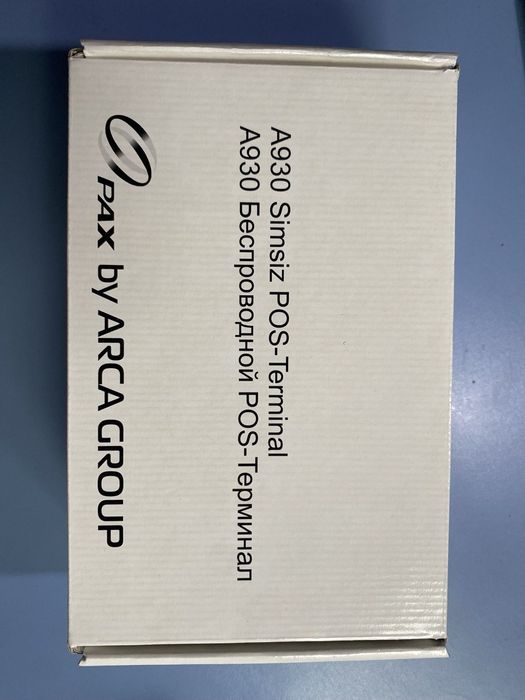 A930 Simsiz POS-Terminal
A930 Беспроводной POS-Терминал
PAX by ARCA GROUP